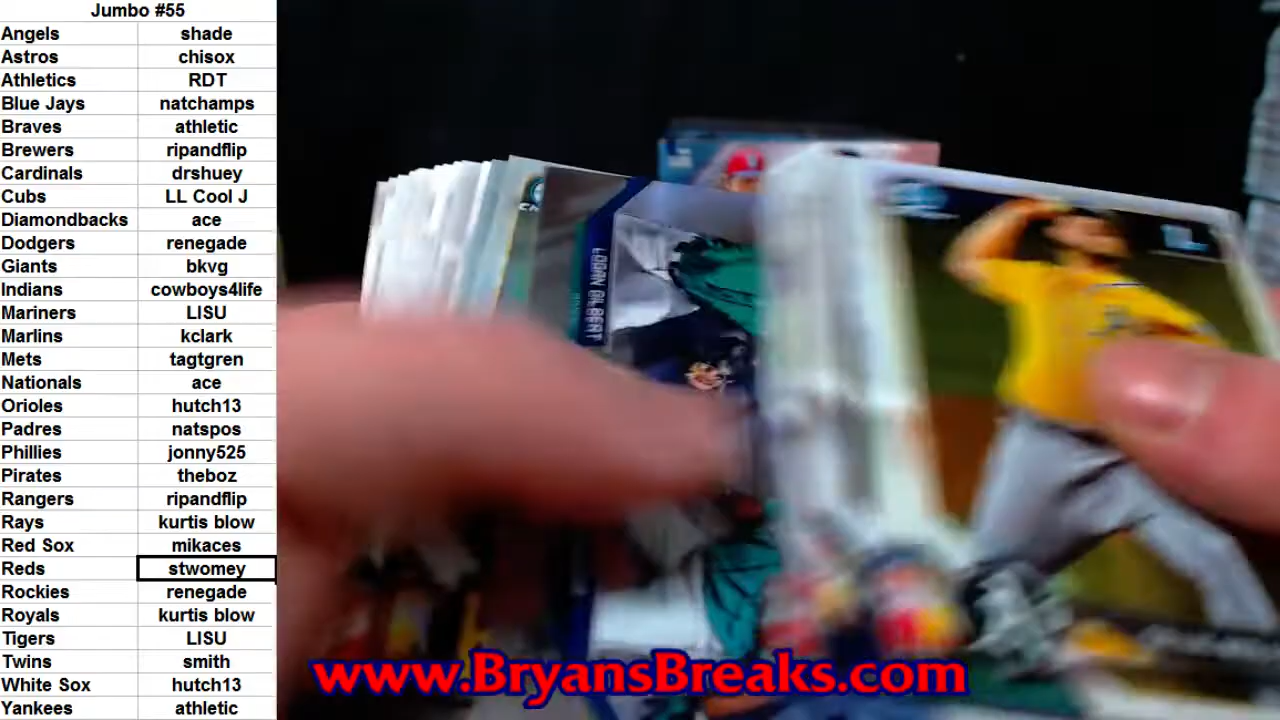 Jumbo #55
Angels shade
Astros chisox
Athletics RDT
Blue Jays natchamps
Braves athletic
Brewers ripandflip
Cardinals drshuey
Cubs LL Cool J
Diamondbacks ace
Dodgers renegade
Giants bkvg
Indians cowboys4life
Mariners LISU
Marlins kclark
Mets tagtgren
Nationals ace
Orioles hutch13
Padres natspos
Phillies jonny525
Pirates theboz
Rangers ripandflip
Rays kurtis blow
Red Sox mikaces
Reds stwomey
Rockies renegade
Royals kurtis blow
Tigers LISU
Twins smith
White Sox hutch13
Yankees athletic
LOGAN GILBERT
www.BryansBreaks.com